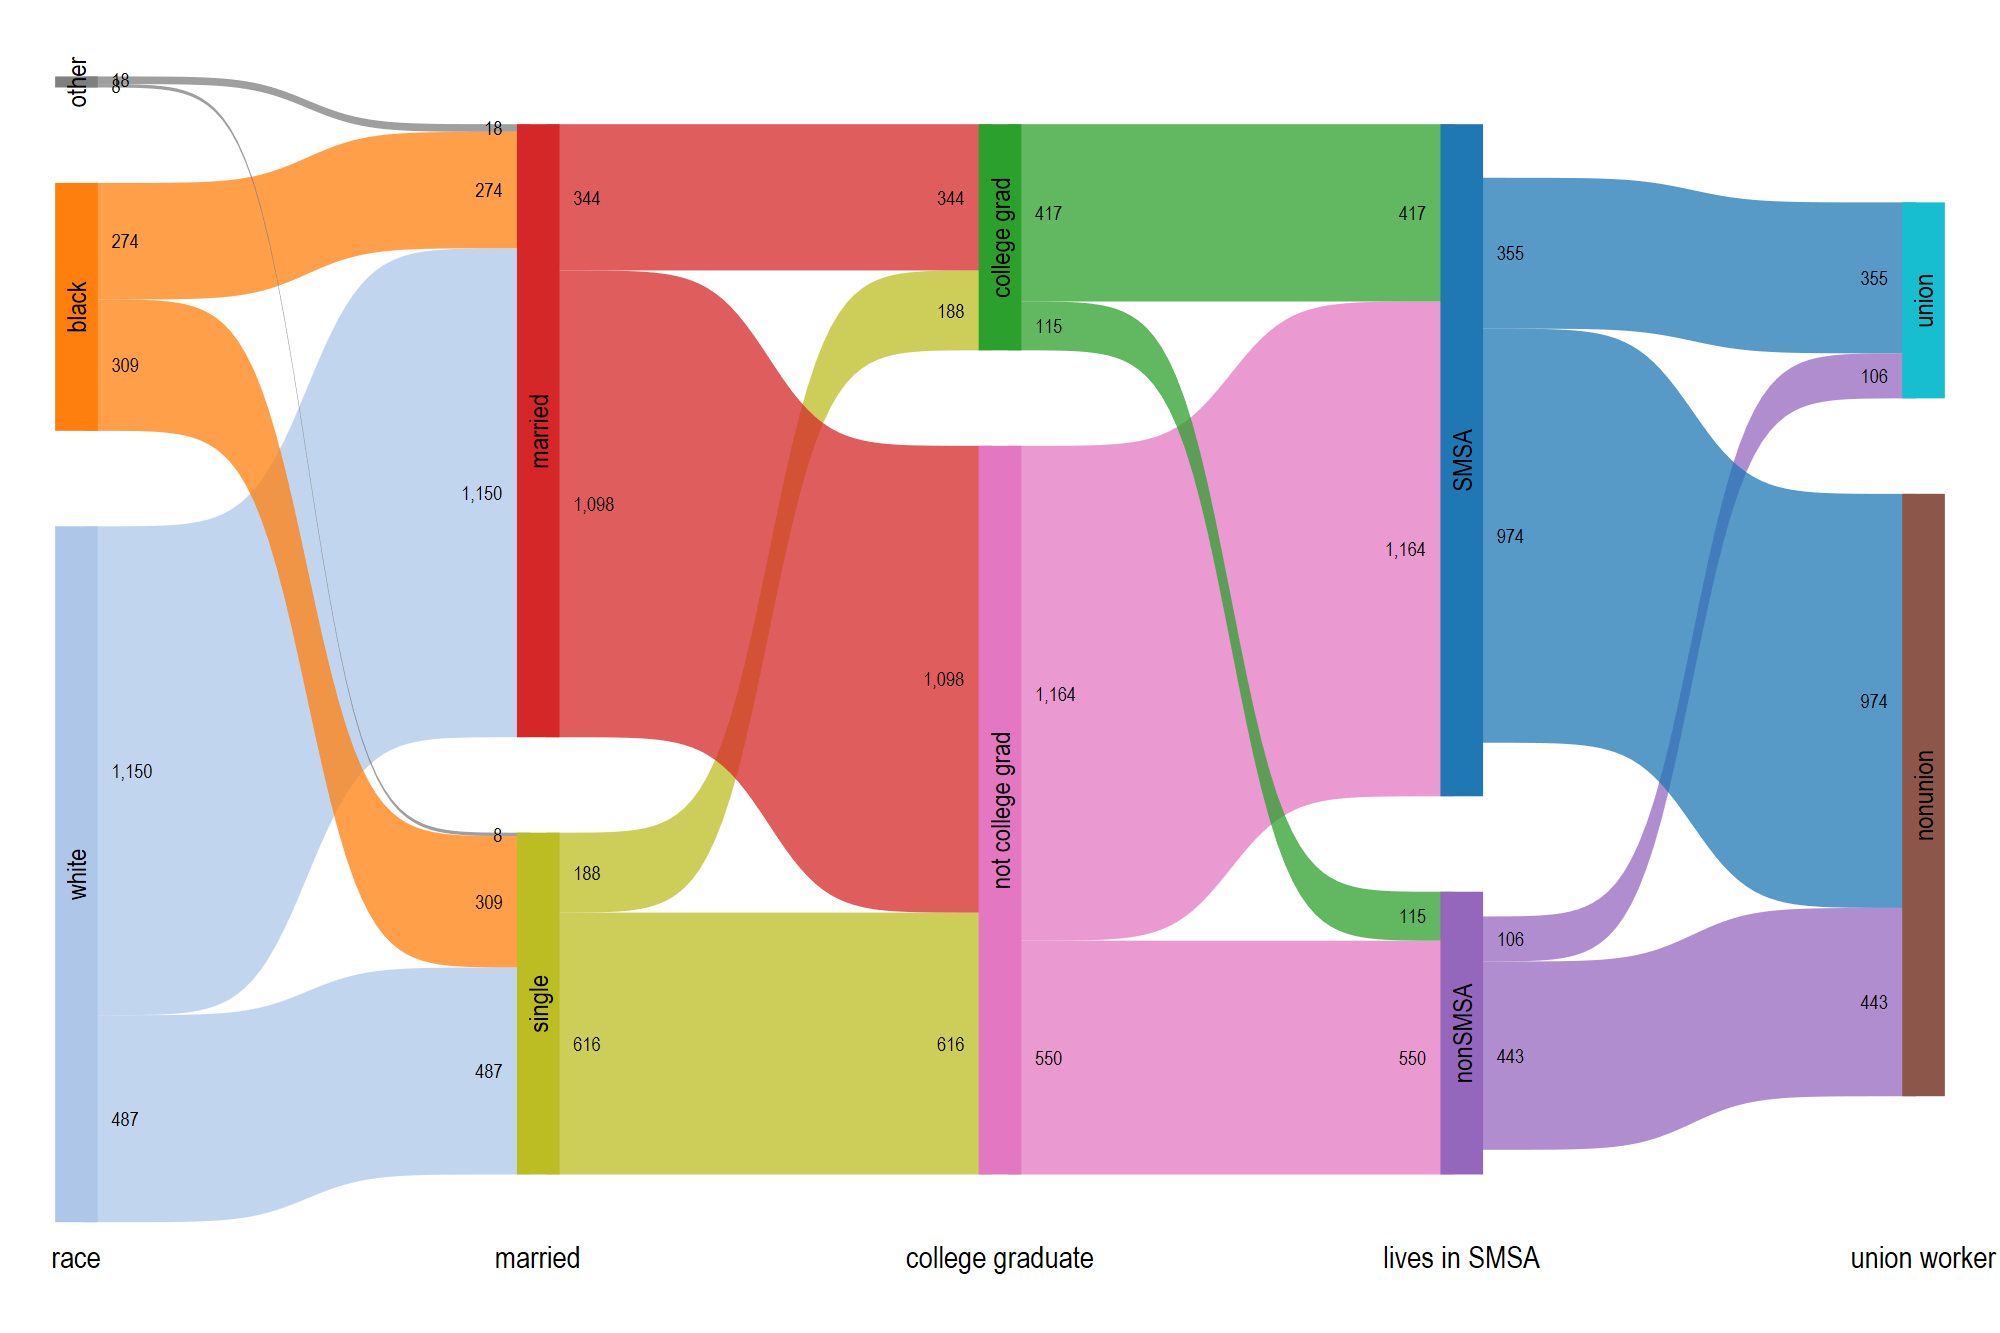 other
18
8
black
274
309
white
1,150
487
18
274
1,150
married
344
1,098
8
309
487
single
188
616
344
188
college grad
417
115
1,098
616
not college grad
1,164
550
417
1,164
SMSA
355
974
115
550
nonSMSA
106
443
355
106
union
974
443
nonunion
race
married
college graduate
lives in SMSA
union worker